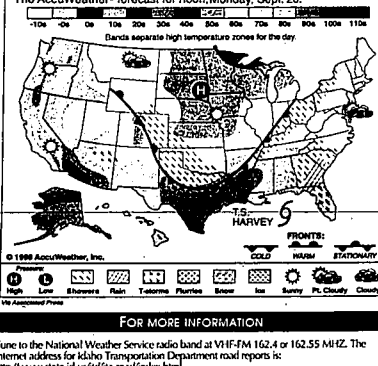 The AccuWeather® forecast for noon, Monday, Sept. 20.
-10s -0s 0s 10s 20s 30s 40s 50s 60s 70s 80s 90s 100s 110s
Bands separate high temperature zones for the day.
H
T.S.
HARVEY
FRONTS:
COLD WARM STATIONARY
AccuWeather, Inc.
Pressure:
H L
High Low Showers Rain T-storms Flurries Snow Ice Sunny Pt. Cloudy Cloudy
Via Associated Press
FOR MORE INFORMATION
Tune to the National Weather Service radio band at VHF-FM 162.4 or 162.55 MHZ. The
Internet address for Idaho Transportation Department road reports is: